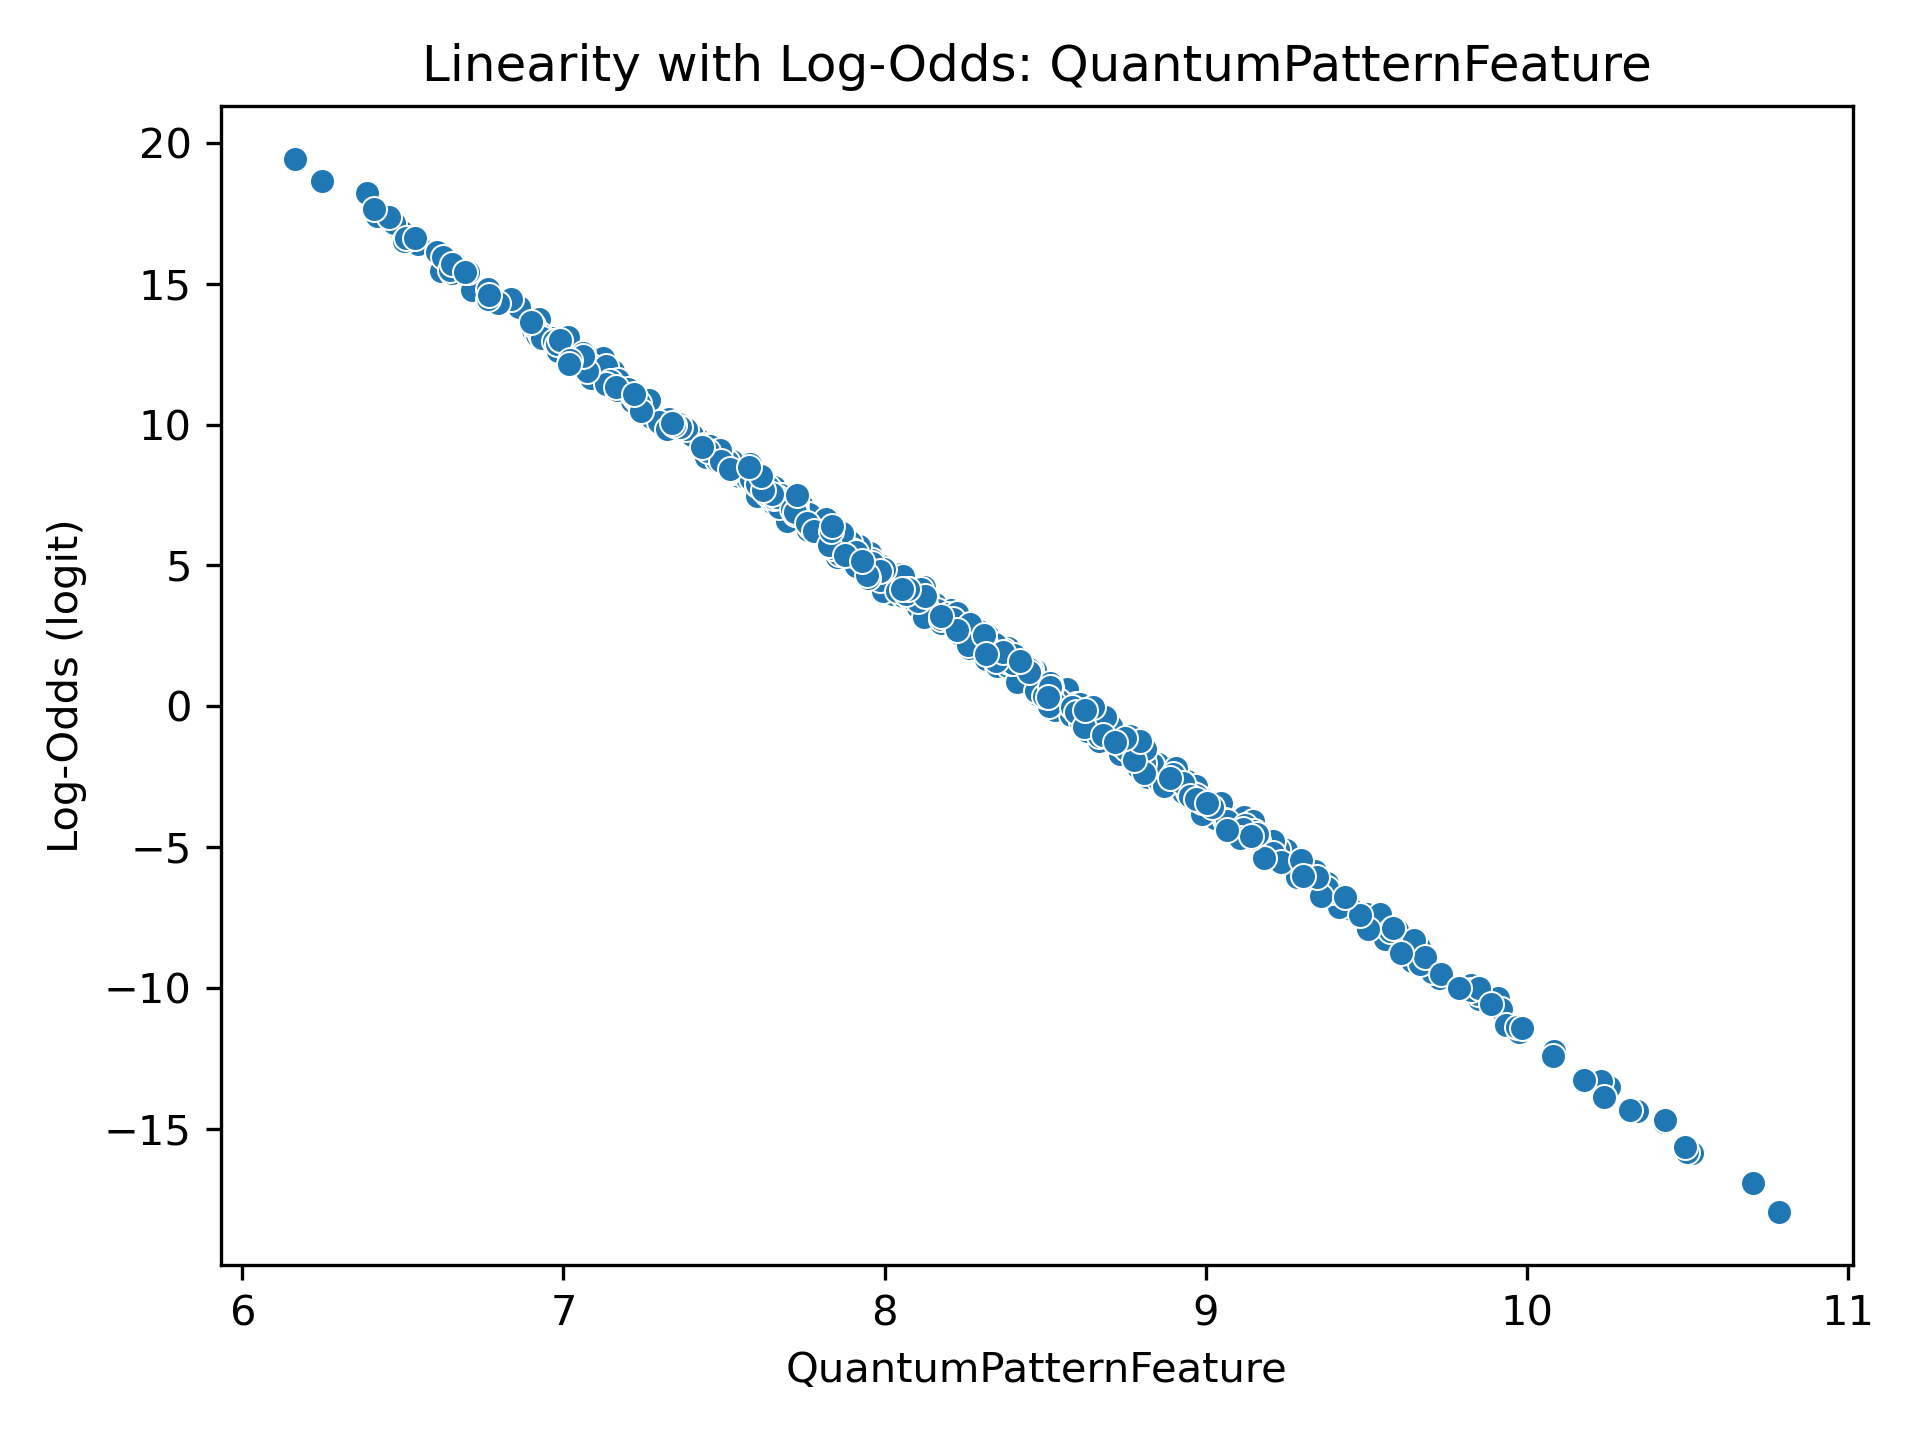 Linearity with Log-Odds: QuantumPatternFeature
20
15
10
5
0
−5
−10
−15
Log-Odds (logit)
6 7 8 9 10 11
QuantumPatternFeature